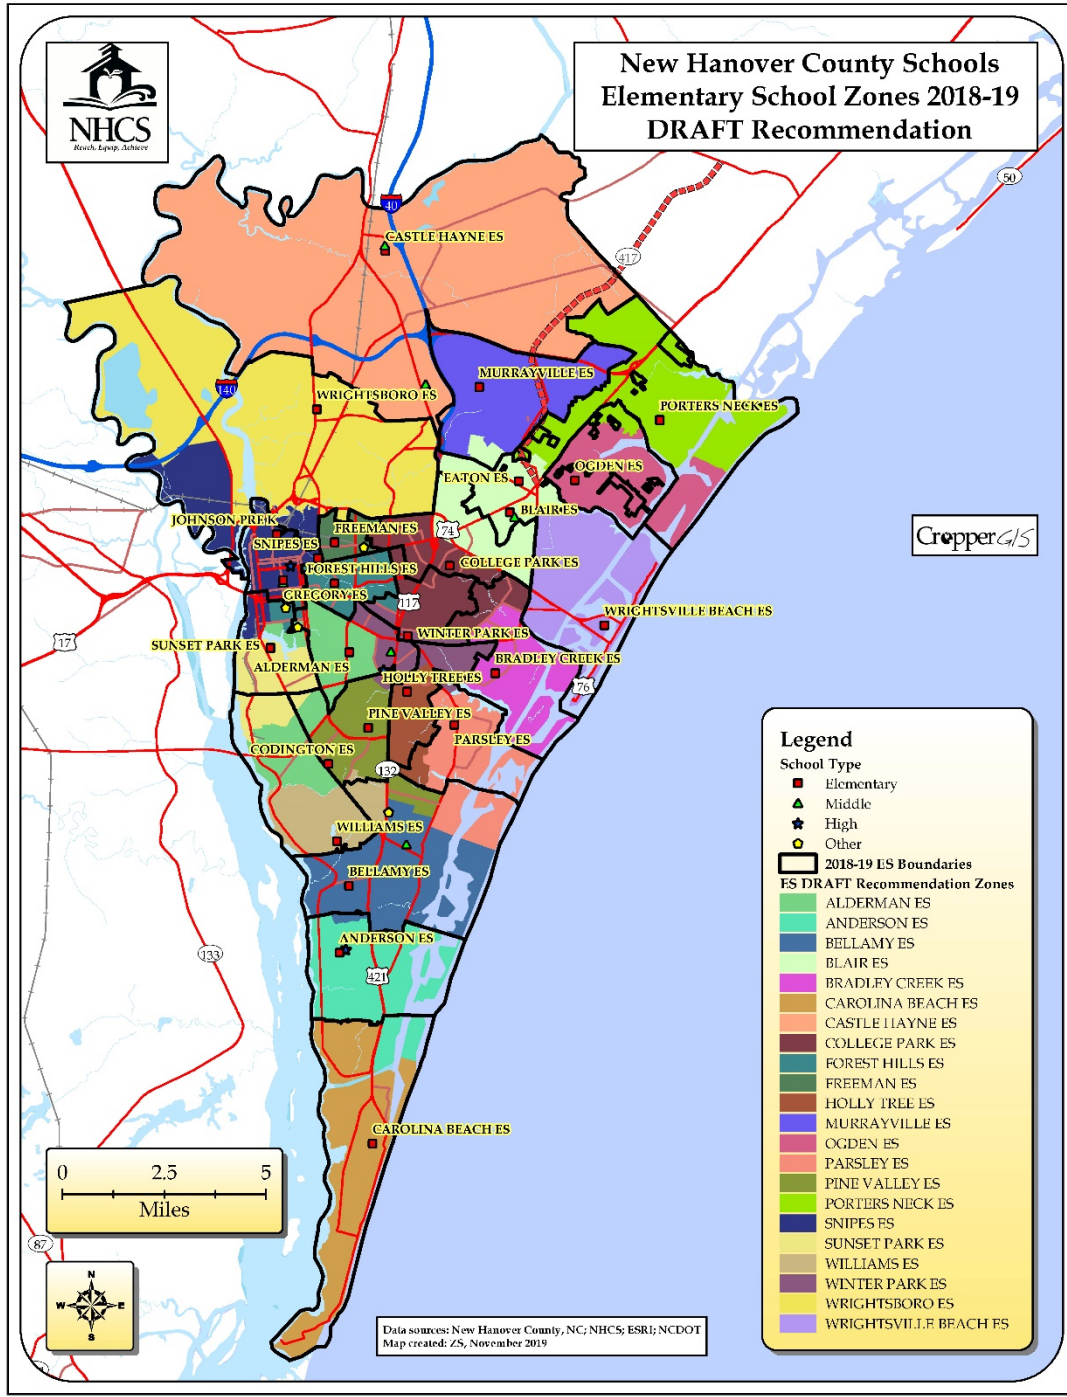 NHCS
Reach, Equip, Achieve
New Hanover County Schools
Elementary School Zones 2018-19
DRAFT Recommendation
50
40
CASTLE HAYNE ES
417
140
MURRAYVILLE ES
WRIGHTSBORO ES
PORTERS NECK ES
OGDEN ES
EATON ES
BLAIR ES
JOHNSON PRE K
FREEMAN ES
74
SNIPES ES
COLLEGE PARK ES
FOREST HILLS ES
GREGORY ES
117
WRIGHTSVILLE BEACH ES
WINTER PARK ES
17
SUNSET PARK ES
ALDERMAN ES
BRADLEY CREEK ES
HOLLY TREE ES
76
PINE VALLEY ES
PARSLEY ES
CODINGTON ES
132
WILLIAMS ES
BELLAMY ES
ANDERSON ES
133
421
CAROLINA BEACH ES
87
Cropper GIS
Legend
School Type
Elementary
Middle
High
Other
2018-19 ES Boundaries
ES DRAFT Recommendation Zones
ALDERMAN ES
ANDERSON ES
BELLAMY ES
BLAIR ES
BRADLEY CREEK ES
CAROLINA BEACH ES
CASTLE HAYNE ES
COLLEGE PARK ES
FOREST HILLS ES
FREEMAN ES
HOLLY TREE ES
MURRAYVILLE ES
OGDEN ES
PARSLEY ES
PINE VALLEY ES
PORTERS NECK ES
SNIPES ES
SUNSET PARK ES
WILLIAMS ES
WINTER PARK ES
WRIGHTSBORO ES
WRIGHTSVILLE BEACH ES
0 2.5 5
Miles
N
W E
S
Data sources: New Hanover County, NC; NHCS; ESRI; NCDOT
Map created: ZS, November 2019